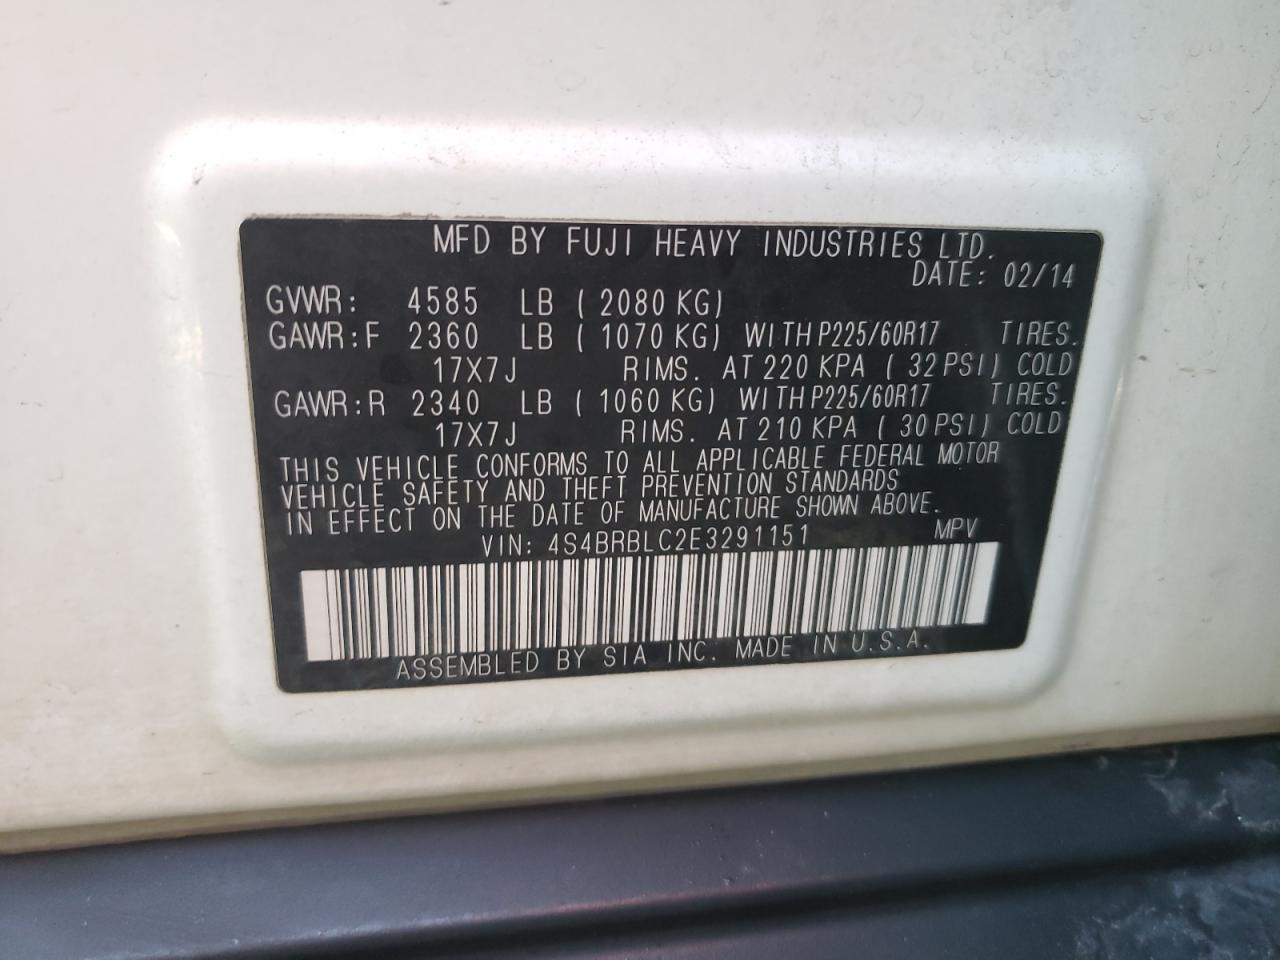 MFD BY FUJI HEAVY INDUSTRIES LTD.
DATE: 02/14
GVWR: 4585 LB ( 2080 KG)
GAWR:F 2360 LB ( 1070 KG) WITH P225/60R17 TIRES.
17X7J RIMS. AT 220 KPA ( 32 PSI) COLD
GAWR:R 2340 LB ( 1060 KG) WITH P225/60R17 TIRES.
17X7J RIMS. AT 210 KPA ( 30 PSI) COLD
THIS VEHICLE CONFORMS TO ALL APPLICABLE FEDERAL MOTOR
VEHICLE SAFETY AND THEFT PREVENTION STANDARDS
IN EFFECT ON THE DATE OF MANUFACTURE SHOWN ABOVE.
VIN: 4S4BRBLC2E3291151 MPV
ASSEMBLED BY SIA INC. MADE IN U.S.A.